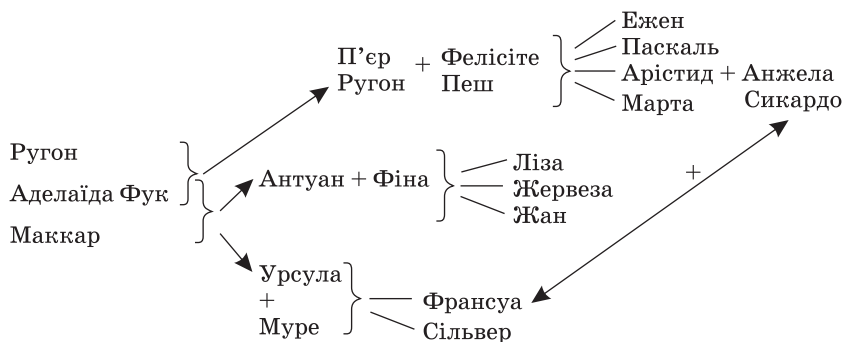 Ежен
Паскаль
П’єр + Фелісіте
Ругон Пеш
Арістид + Анжела
Марта Сикардо
Ругон
Аделаїда Фук
Маккар
Антуан + Фіна
Ліза
Жервеза
Жан
+
Урсула
+
Муре
Франсуа
Сільвер